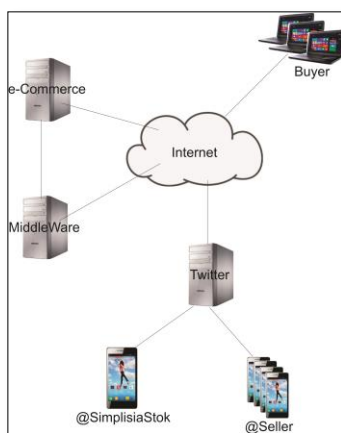 Buyer
e-Commerce
Internet
MiddleWare
Twitter
@SimplisiaStok
@Seller